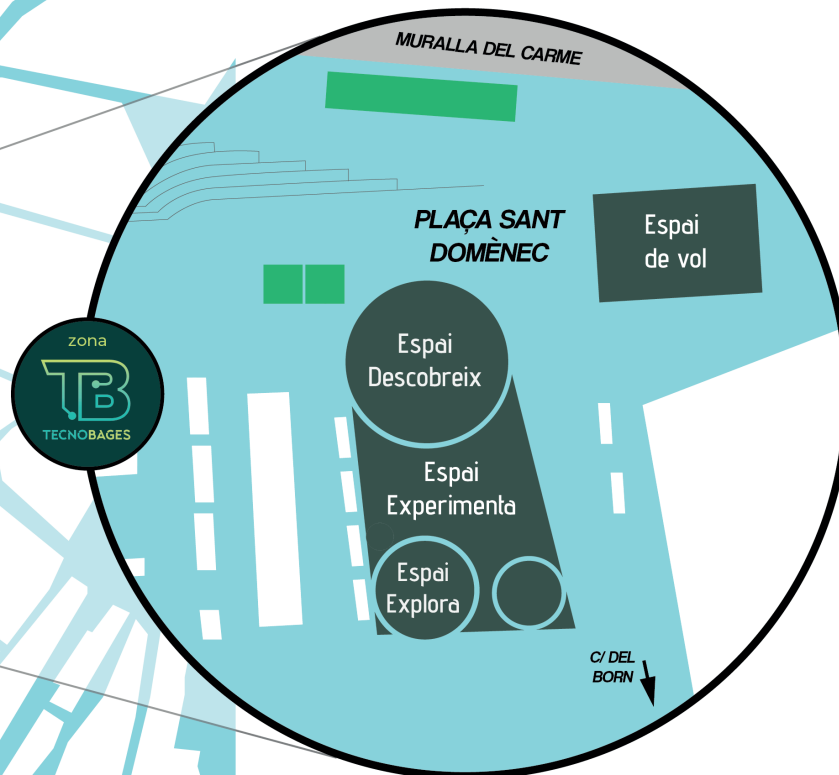 MURALLA DEL CARME
PLAÇA SANT
DOMÈNEC
Espai
de vol
Espai
Descobreix
zona
TB
TECNOBAGES
Espai
Experimenta
Espai
Explora
C/ DEL
BORN